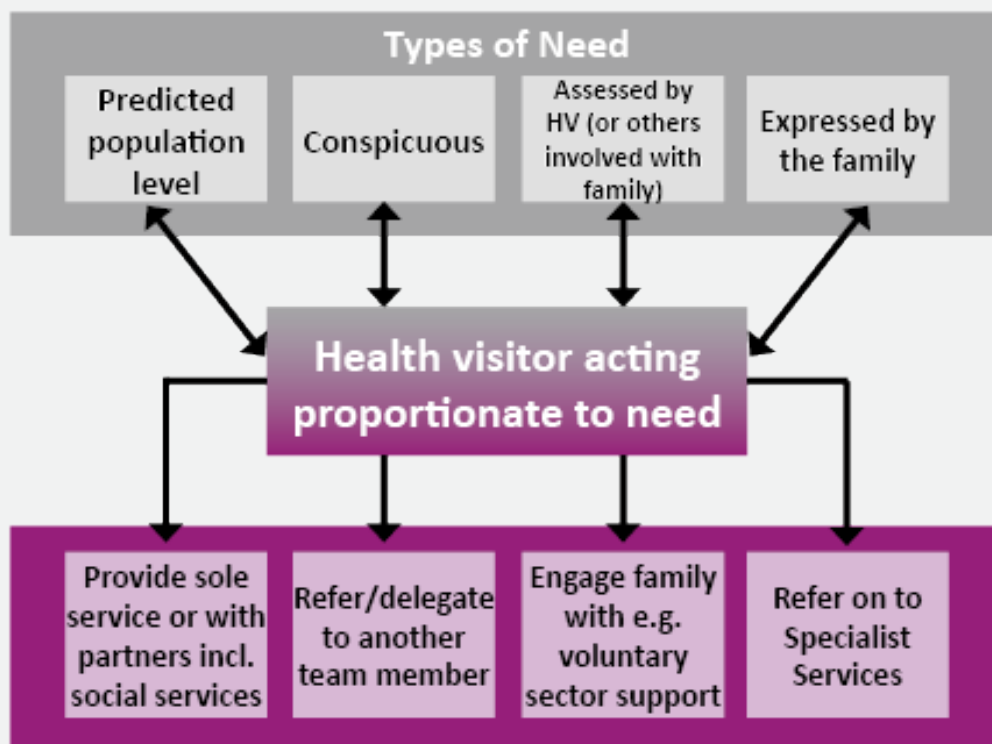 Types of Need
Predicted
population
level
Conspicuous
Assessed by
HV (or others
involved with
family)
Expressed by
the family
Health visitor acting
proportionate to need
Provide sole
service or with
partners incl.
social services
Refer/delegate
to another
team member
Engage family
with e.g.
voluntary
sector support
Refer on to
Specialist
Services